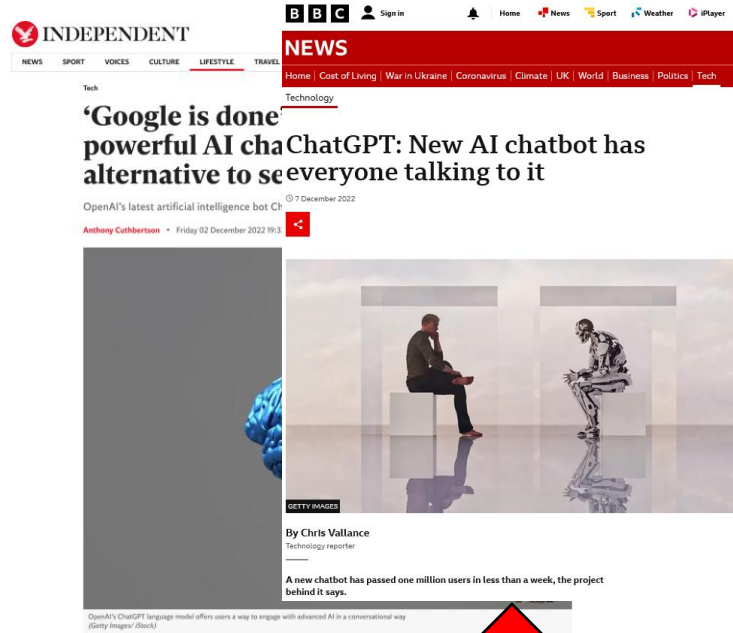 INDEPENDENT
NEWS SPORT VOICES CULTURE LIFESTYLE TRAVEL
Tech
‘Google is done’
powerful AI cha
alternative to se
OpenAI's latest artificial intelligence bot Ch
Anthony Cuthbertson • Friday 02 December 2022 19:3
OpenAI's ChatGPT language model offers users a way to engage with advanced AI in a conversational way
(Getty Images/ iStock)
BBC Sign in Home News Sport Weather iPlayer
NEWS
Home | Cost of Living | War in Ukraine | Coronavirus | Climate | UK | World | Business | Politics | Tech
Technology
ChatGPT: New AI chatbot has
everyone talking to it
7 December 2022
GETTY IMAGES
By Chris Vallance
Technology reporter
A new chatbot has passed one million users in less than a week, the project
behind it says.